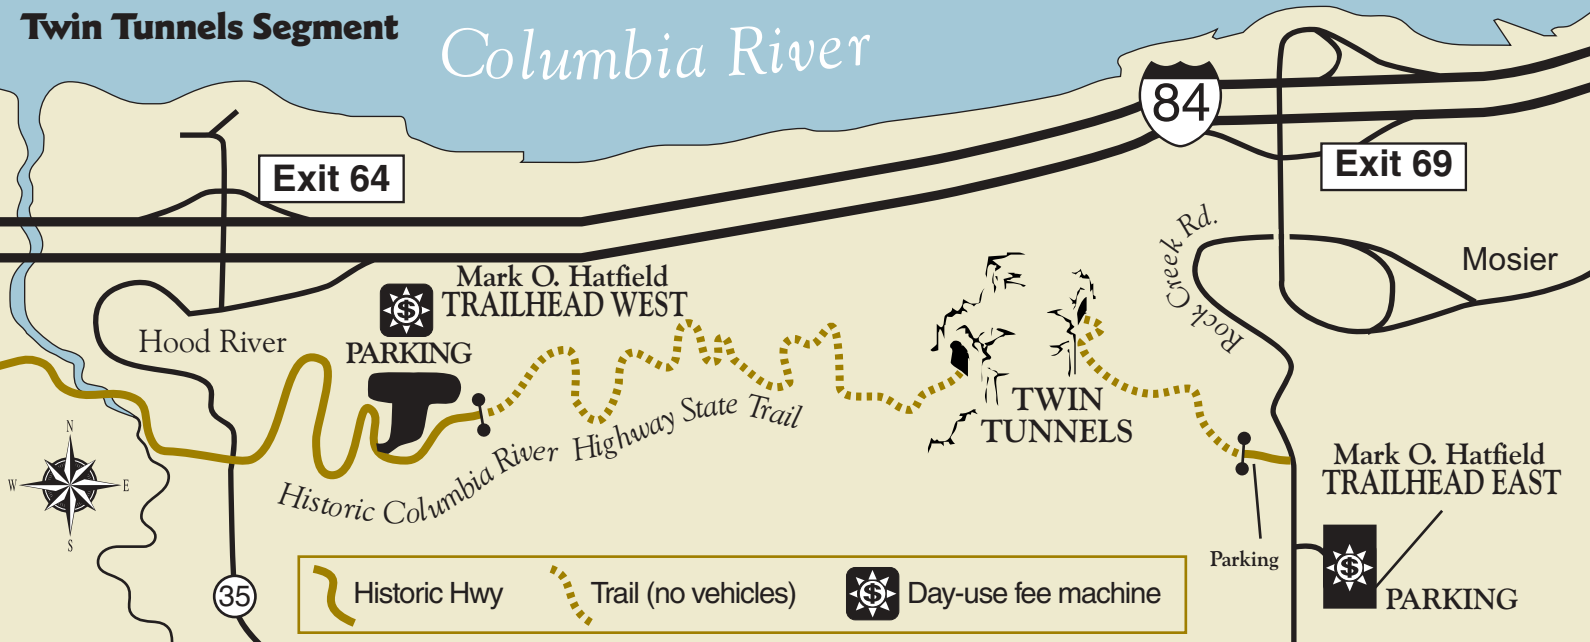 Twin Tunnels Segment
Columbia River
84
Exit 64
Exit 69
Rock Creek Rd.
Mosier
Mark O. Hatfield
TRAILHEAD WEST
Hood River
PARKING
TWIN
TUNNELS
Historic Columbia River Highway State Trail
N
W
E
S
Mark O. Hatfield
TRAILHEAD EAST
Parking
$
$
PARKING
35
Historic Hwy
Trail (no vehicles)
$
Day-use fee machine